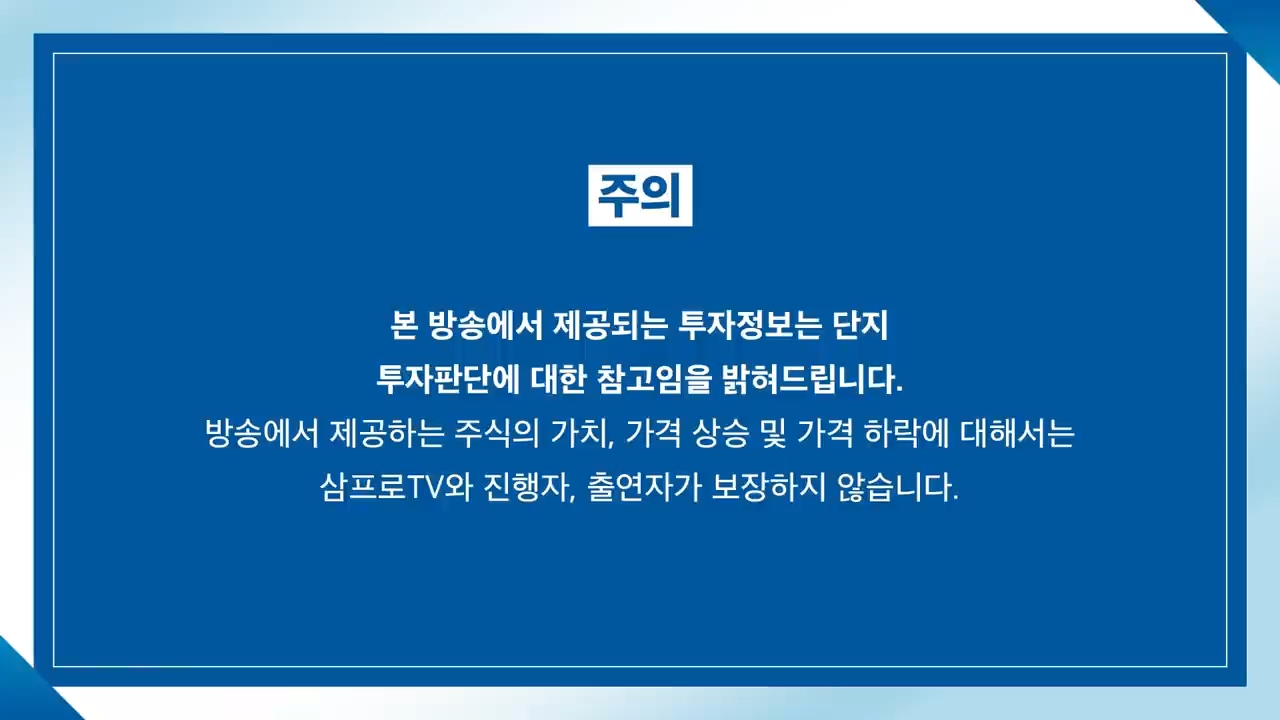 주의
본 방송에서 제공되는 투자정보는 단지
투자판단에 대한 참고임을 밝혀드립니다.
방송에서 제공하는 주식의 가치, 가격 상승 및 가격 하락에 대해서는
삼프로TV와 진행자, 출연자가 보장하지 않습니다.